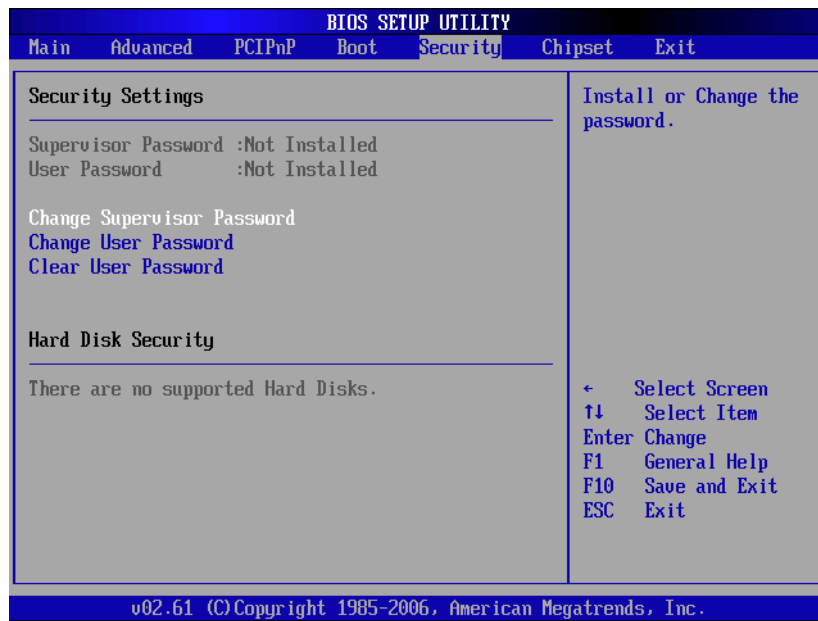 BIOS SETUP UTILITY
Main Advanced PCIPnP Boot Security Chipset Exit
Security Settings
Supervisor Password :Not Installed
User Password :Not Installed
Change Supervisor Password
Change User Password
Clear User Password
Hard Disk Security
There are no supported Hard Disks.
Install or Change the
password.
← Select Screen
↑↓ Select Item
Enter Change
F1 General Help
F10 Save and Exit
ESC Exit
v02.61 (C)Copyright 1985-2006, American Megatrends, Inc.